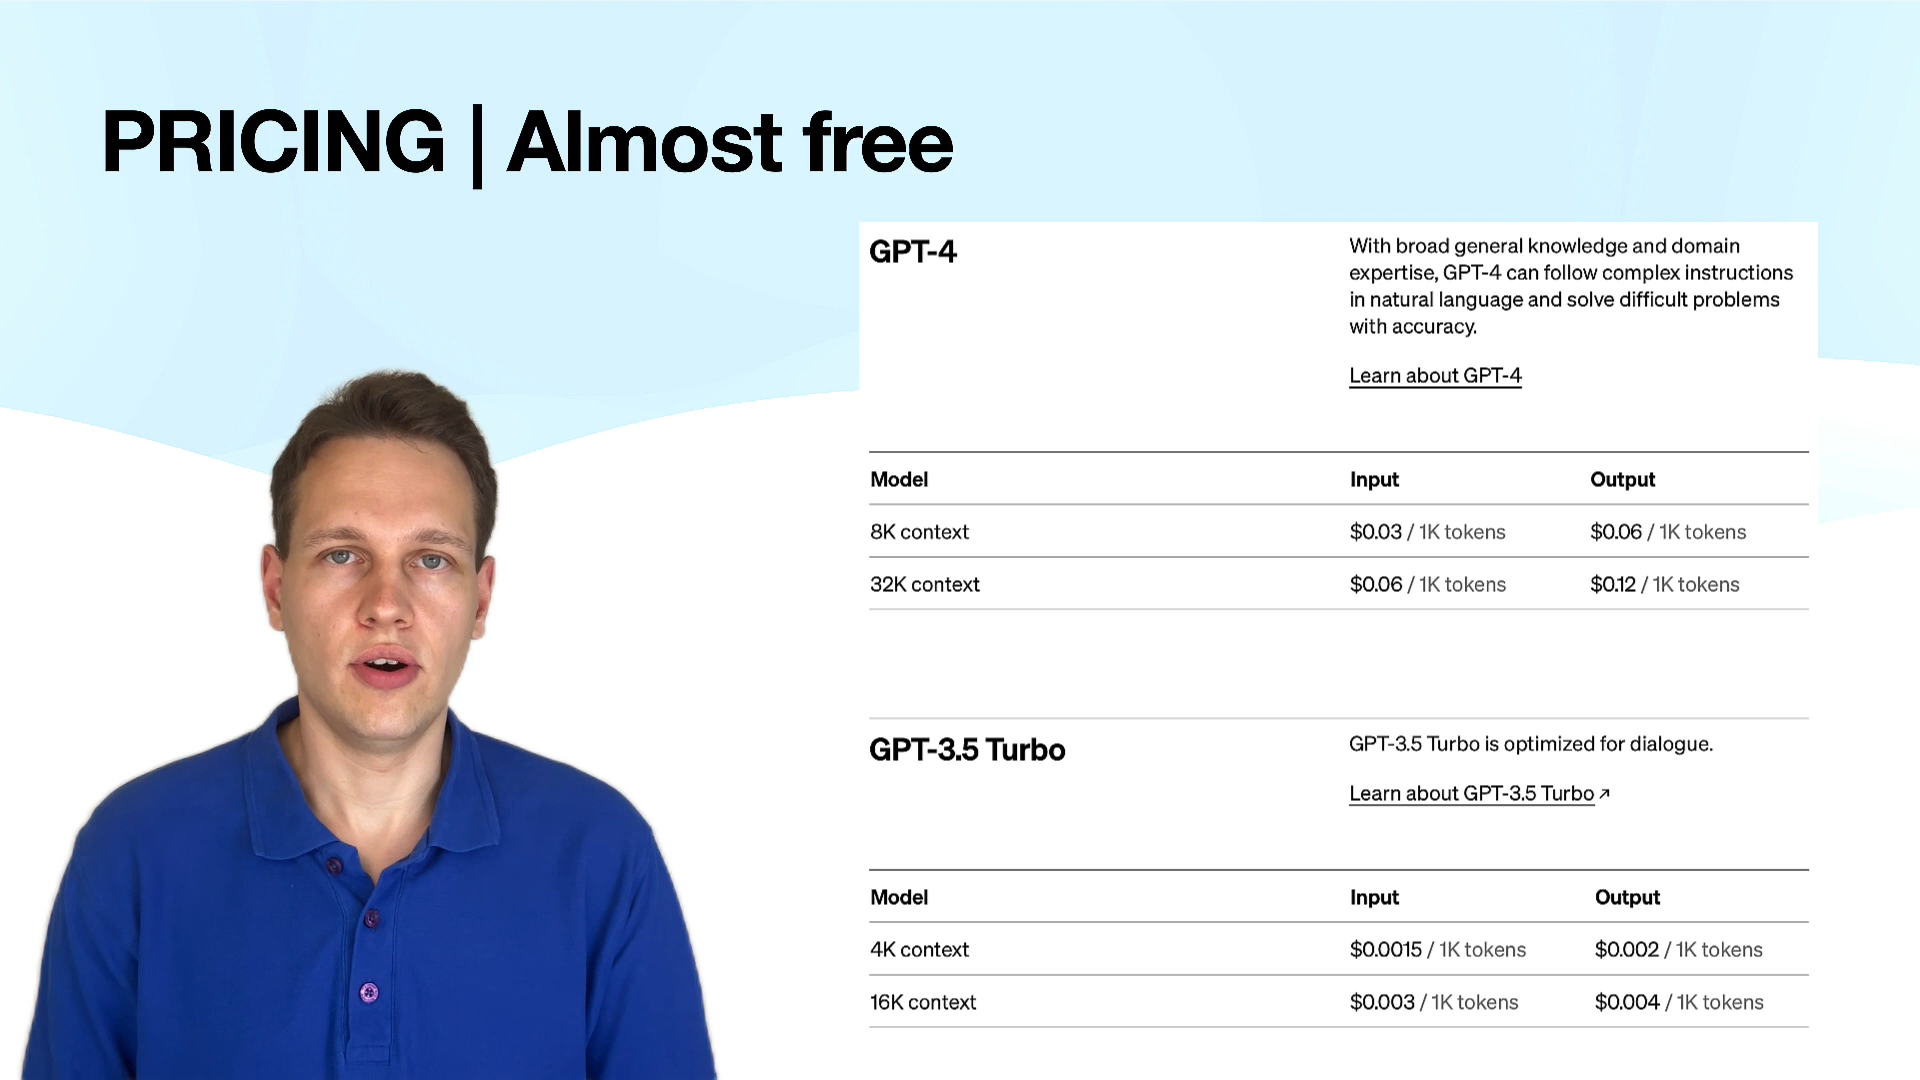 PRICING | Almost free
GPT-4
With broad general knowledge and domain
expertise, GPT-4 can follow complex instructions
in natural language and solve difficult problems
with accuracy.
Learn about GPT-4
Model Input Output
8K context $0.03 / 1K tokens $0.06 / 1K tokens
32K context $0.06 / 1K tokens $0.12 / 1K tokens
GPT-3.5 Turbo
GPT-3.5 Turbo is optimized for dialogue.
Learn about GPT-3.5 Turbo ↗
Model Input Output
4K context $0.0015 / 1K tokens $0.002 / 1K tokens
16K context $0.003 / 1K tokens $0.004 / 1K tokens